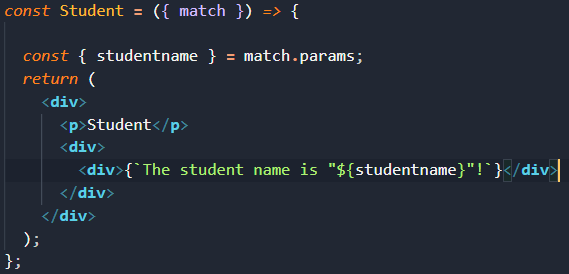 const Student = ({ match }) => {
const { studentname } = match.params;
return (
<div>
<p>Student</p>
<div>
<div>{`The student name is "${studentname}"!`}</div>
</div>
</div>
);
};